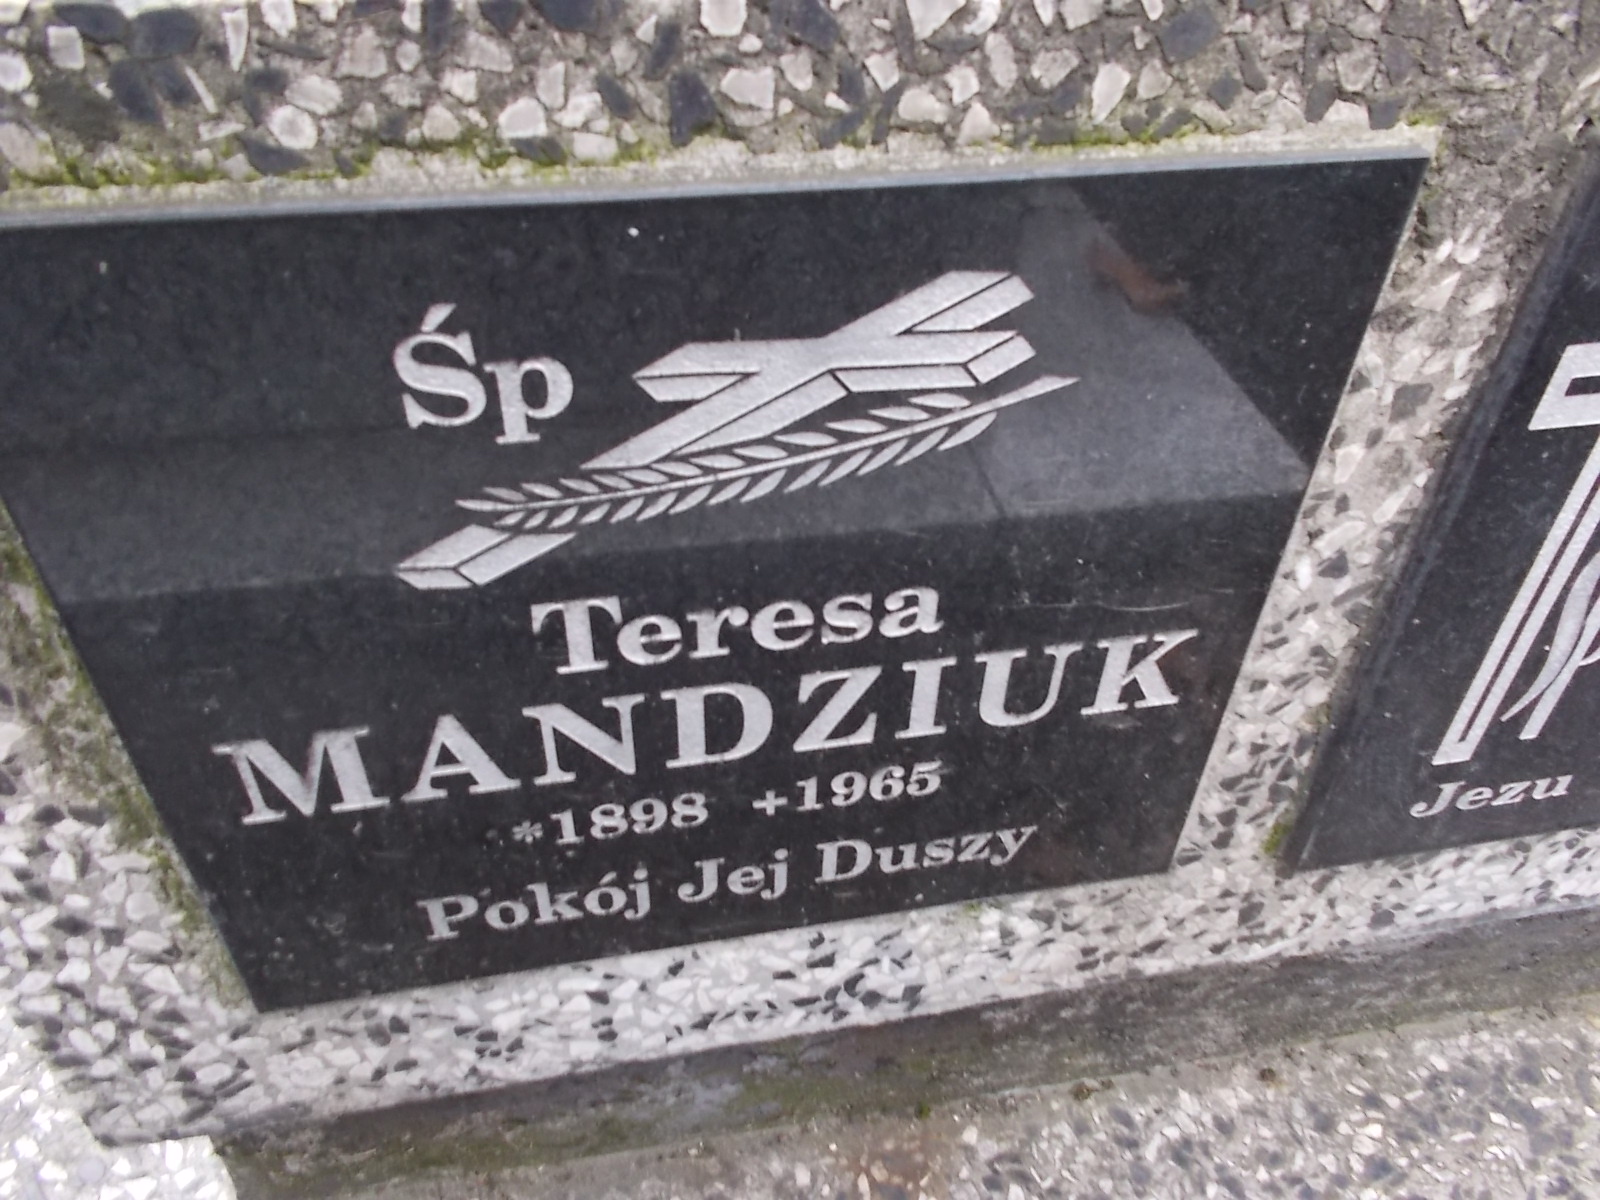 Śp
Teresa
MANDZIUK
*1898 +1965
Pokój Jej Duszy
Jezu